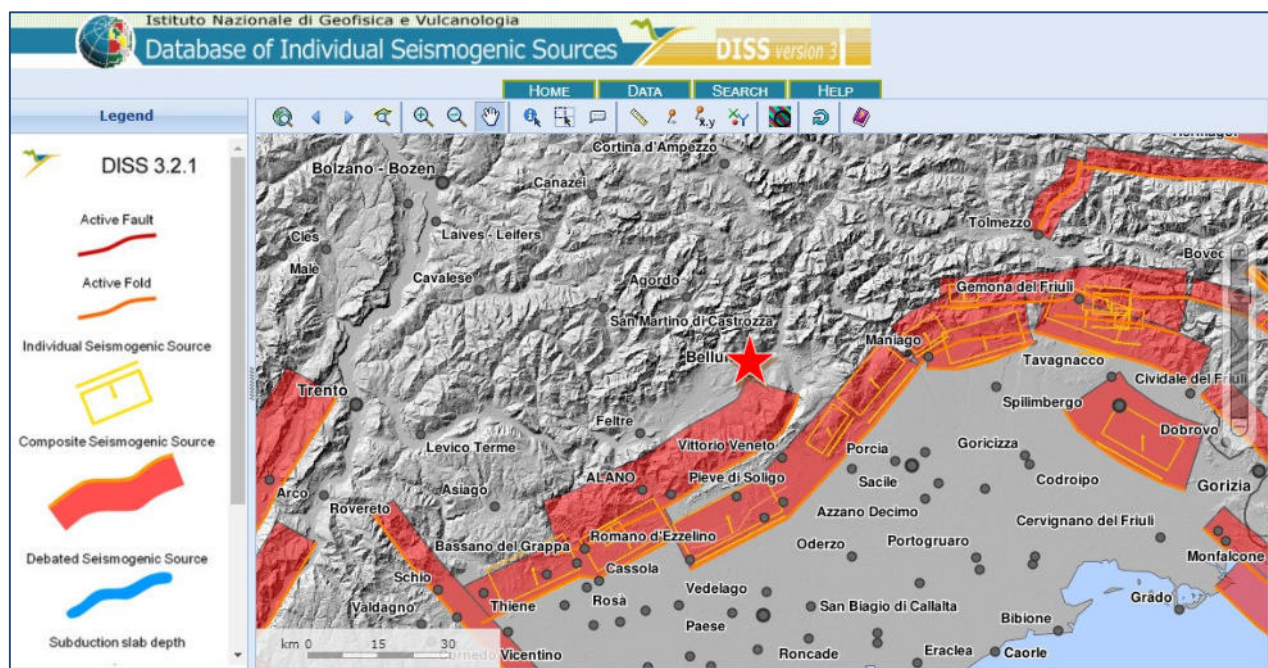 Istituto Nazionale di Geofisica e Vulcanologia
Database of Individual Seismogenic Sources
DISS version 3
HOME DATA SEARCH HELP
Legend
DISS 3.2.1
Active Fault
Active Fold
Individual Seismogenic Source
Composite Seismogenic Source
Debated Seismogenic Source
Subduction slab depth
Cortina d'Ampezzo
Bolzano - Bozen
Canazei
Tolmezzo
Cles
Laives - Leifers
Bovec
Male
Cavalese
Agordo
Gemona del Friuli
San Martino di Castrozza
Maniago
Tavagnacco
Trento
Cividale del Friuli
Spilimbergo
Feltre
Levico Terme
Vittorio Veneto
Porcia
Goricizza
Dobrovo
ALANO
Pieve di Soligo
Sacile
Codroipo
Gorizia
Arco
Asiago
Rovereto
Azzano Decimo
Cervignano del Friuli
Bassano del Grappa
Romano d'Ezzelino
Oderzo
Portogruaro
Monfalcone
Schio
Cassola
Vedelago
Grado
Valdagno
Thiene
Rosà
San Biagio di Callalta
Paese
Bibione
km 0 15 30
Vicentino
Roncade
Eraclea
Caorle